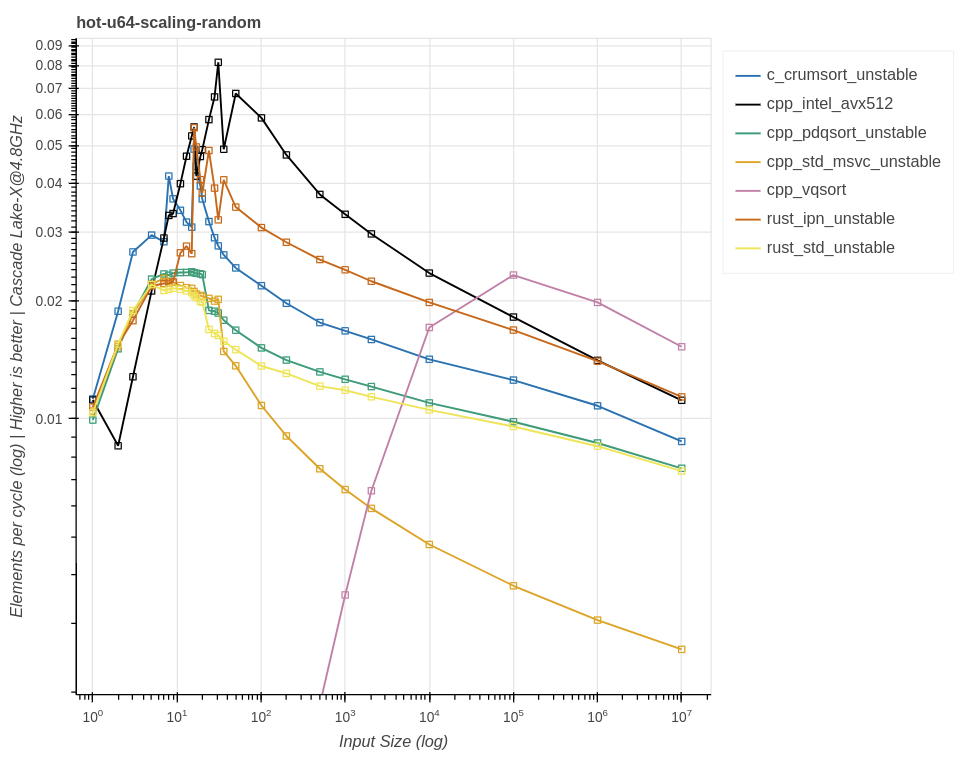 hot-u64-scaling-random
Elements per cycle (log) | Higher is better | Cascade Lake-X@4.8GHz
0.09
0.08
0.07
0.06
0.05
0.04
0.03
0.02
0.01
10⁰
10¹
10²
10³
10⁴
10⁵
10⁶
10⁷
Input Size (log)
c_crumsort_unstable
cpp_intel_avx512
cpp_pdqsort_unstable
cpp_std_msvc_unstable
cpp_vqsort
rust_ipn_unstable
rust_std_unstable